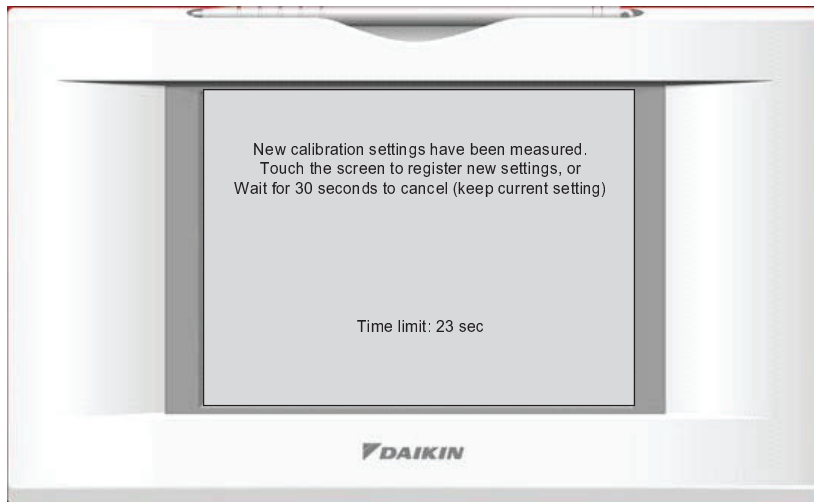 New calibration settings have been measured.
Touch the screen to register new settings, or
Wait for 30 seconds to cancel (keep current setting)
Time limit: 23 sec
DAIKIN